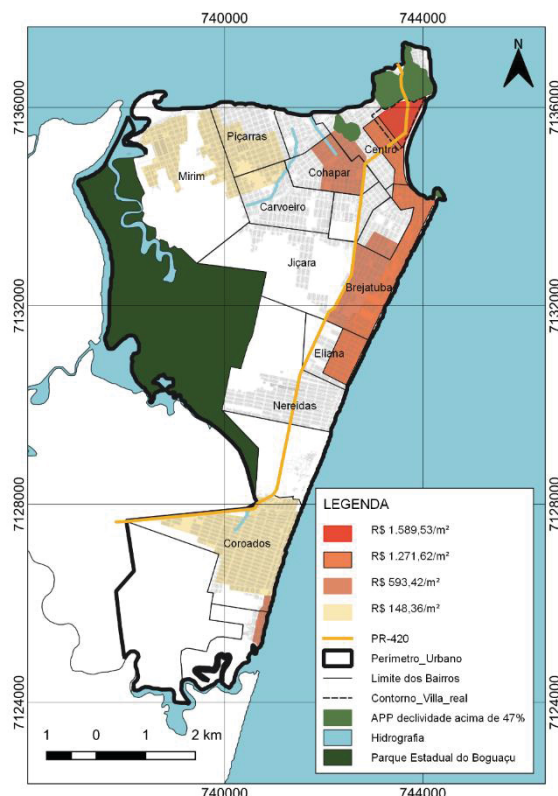 740000
744000
N
7136000
7136000
Piçarras
Centro
Mirim
Cohapar
Carvoeiro
Jiçara
7132000
7132000
Brejatuba
Eliana
Nereidas
7128000
7128000
LEGENDA
R$ 1.589,53/m²
R$ 1.271,62/m²
R$ 593,42/m²
R$ 148,36/m²
PR-420
Perímetro_Urbano
Limite dos Bairros
Contorno_Villa_real
APP declividade acima de 47%
Hidrografia
Parque Estadual do Boguaçu
Coroados
7124000
7124000
1 0 1 2 km
740000
744000